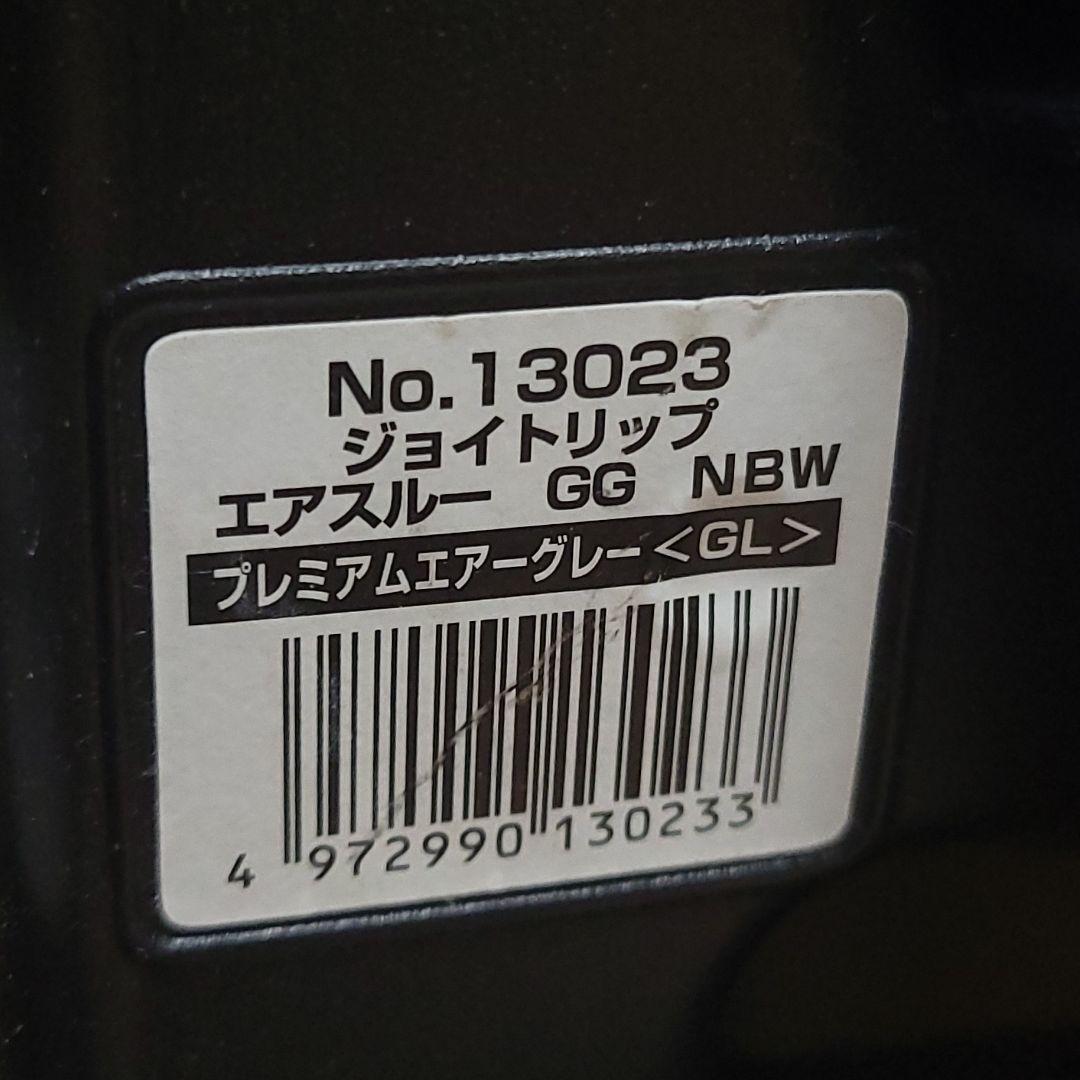 No.13023
ジョイトリップ
エアスルー GG NBW
プレミアムエアーグレー<GL>
4 972990 130233